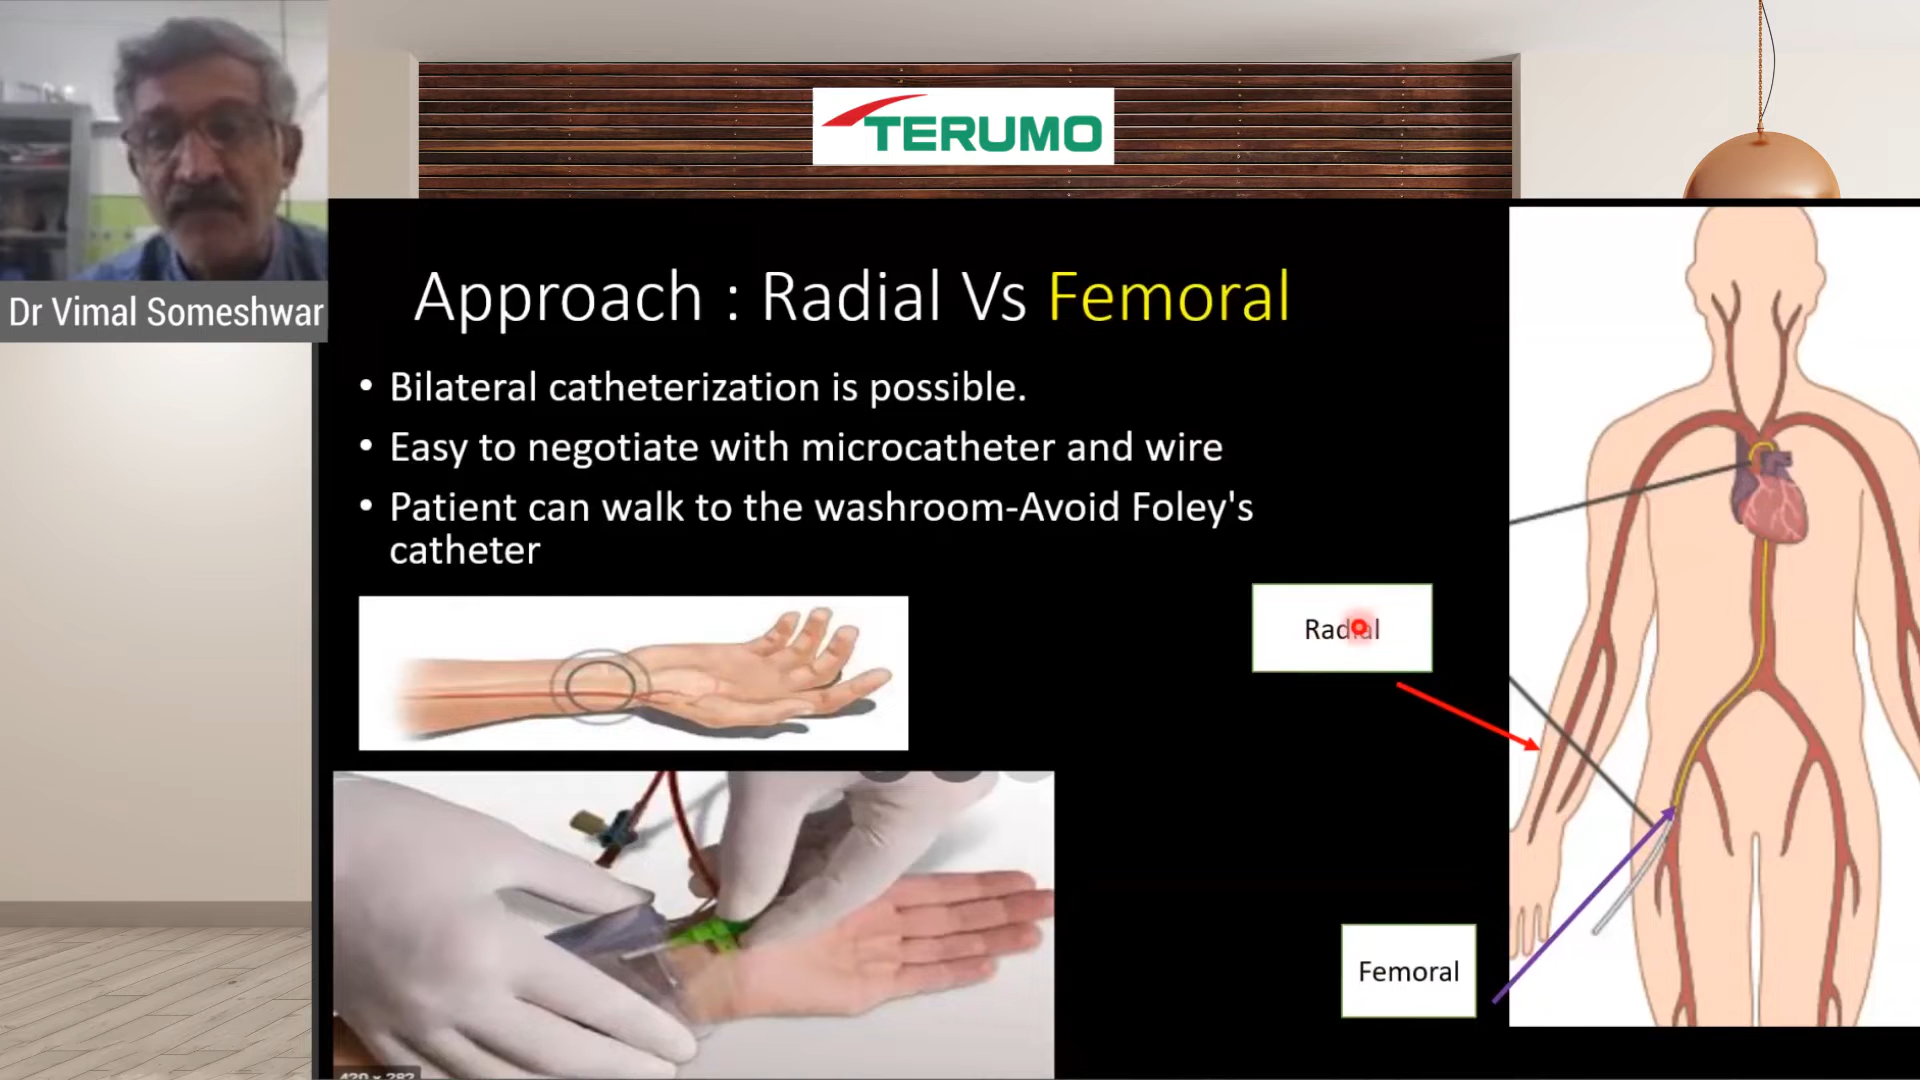 TERUMO
Dr Vimal Someshwar
Approach : Radial Vs Femoral
• Bilateral catheterization is possible.
• Easy to negotiate with microcatheter and wire
• Patient can walk to the washroom-Avoid Foley's
catheter
Radial
Femoral